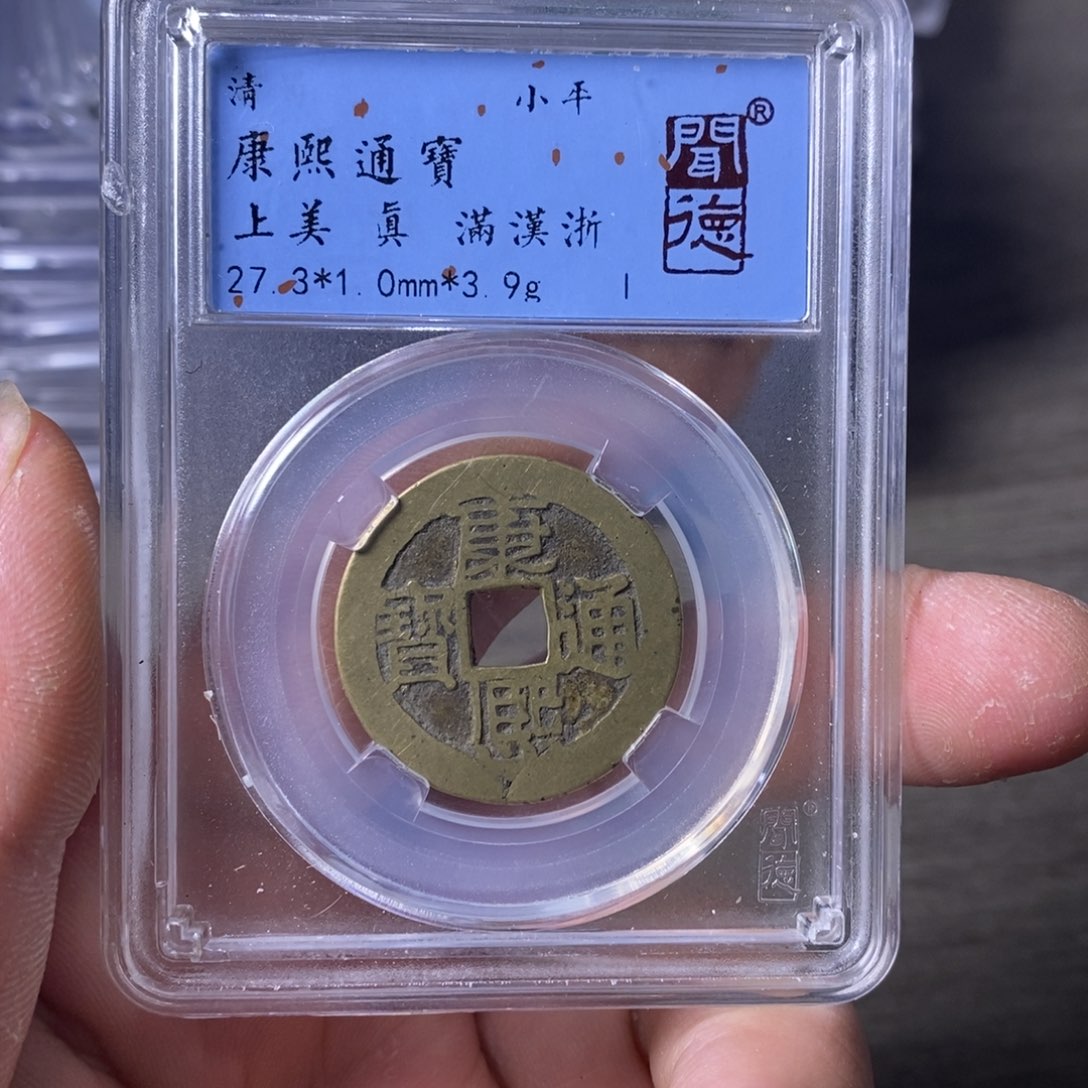 清 小平
康熙通寶
上美 真 滿漢浙
27.3*1.0mm*3.9g |
聞德®
康熙通寶
聞德